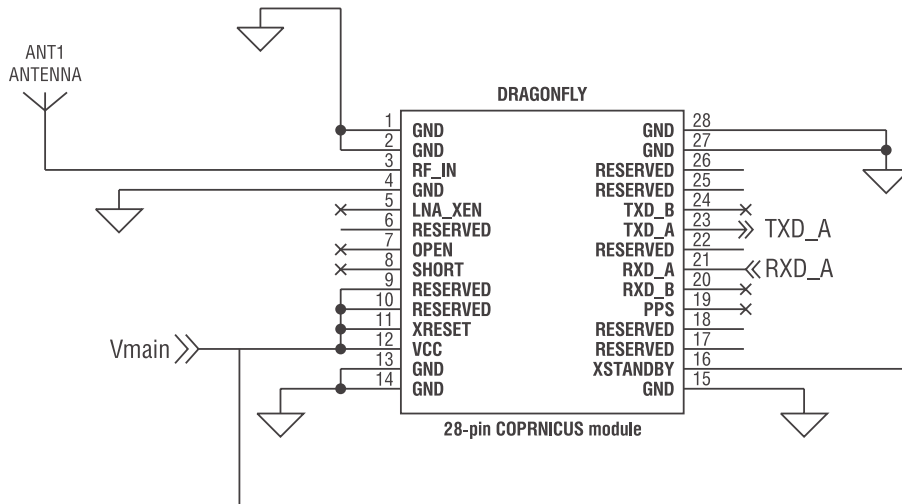 ANT1
ANTENNA
DRAGONFLY
1 GND
2 GND
3 RF_IN
4 GND
5 LNA_XEN
6 RESERVED
7 OPEN
8 SHORT
9 RESERVED
10 RESERVED
11 XRESET
12 VCC
13 GND
14 GND
GND 28
GND 27
RESERVED 26
RESERVED 25
TXD_B 24
TXD_A 23 TXD_A
RESERVED 22
RXD_A 21 RXD_A
RXD_B 20
PPS 19
RESERVED 18
RESERVED 17
XSTANDBY 16
GND 15
Vmain
28-pin COPRNICUS module